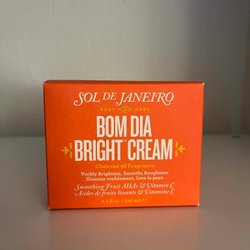 SOL DE JANEIRO
BODY CARE
BOM DIA
BRIGHT CREAM
Cheirosa 40 Fragrance
Visibly Brightens, Smooths Roughness
Illumine visiblement, lisse la peau
Smoothing Fruit AHAs & Vitamin C
Acides de fruits lissants & vitamine C